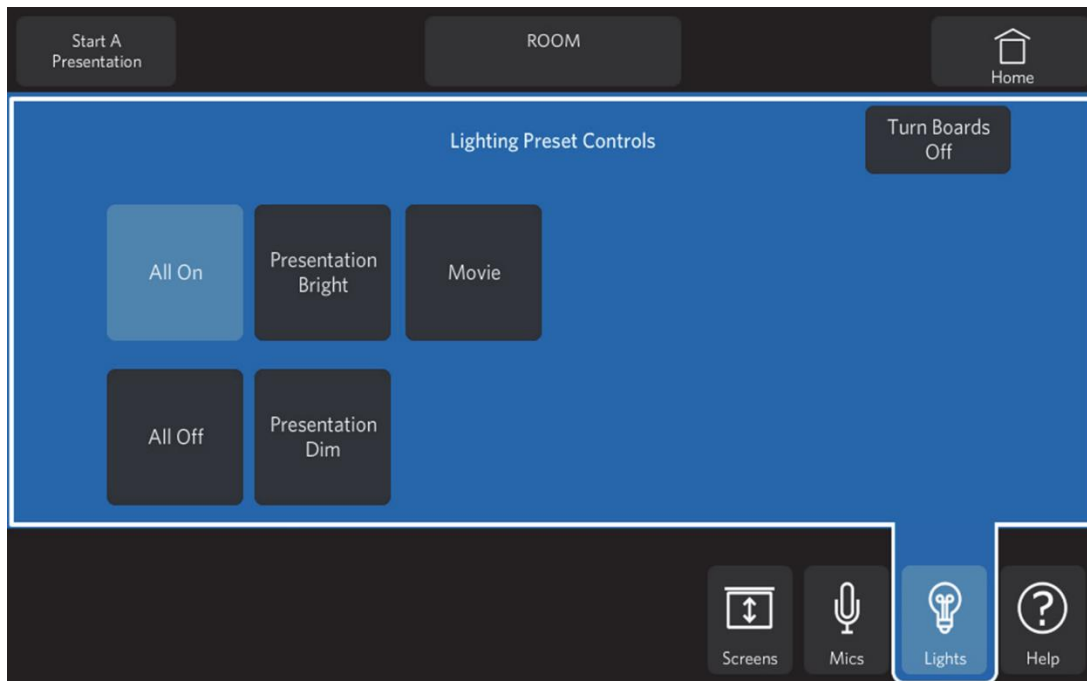 Start A
Presentation
ROOM
Home
Lighting Preset Controls
Turn Boards
Off
All On
Presentation
Bright
Movie
All Off
Presentation
Dim
Screens
Mics
Lights
?
Help